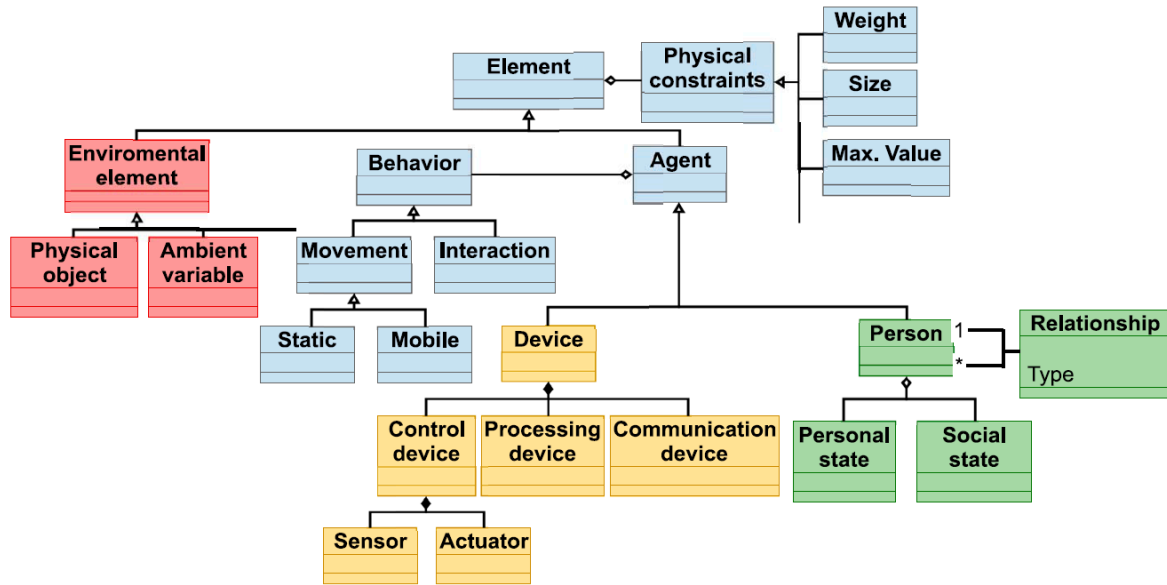 Weight
Element
Physical
constraints
Size
Enviromental
element
Behavior
Agent
Max. Value
Physical
object
Ambient
variable
Movement
Interaction
Static
Mobile
Device
Person
1
*
Relationship
Type
Control
device
Processing
device
Communication
device
Personal
state
Social
state
Sensor
Actuator